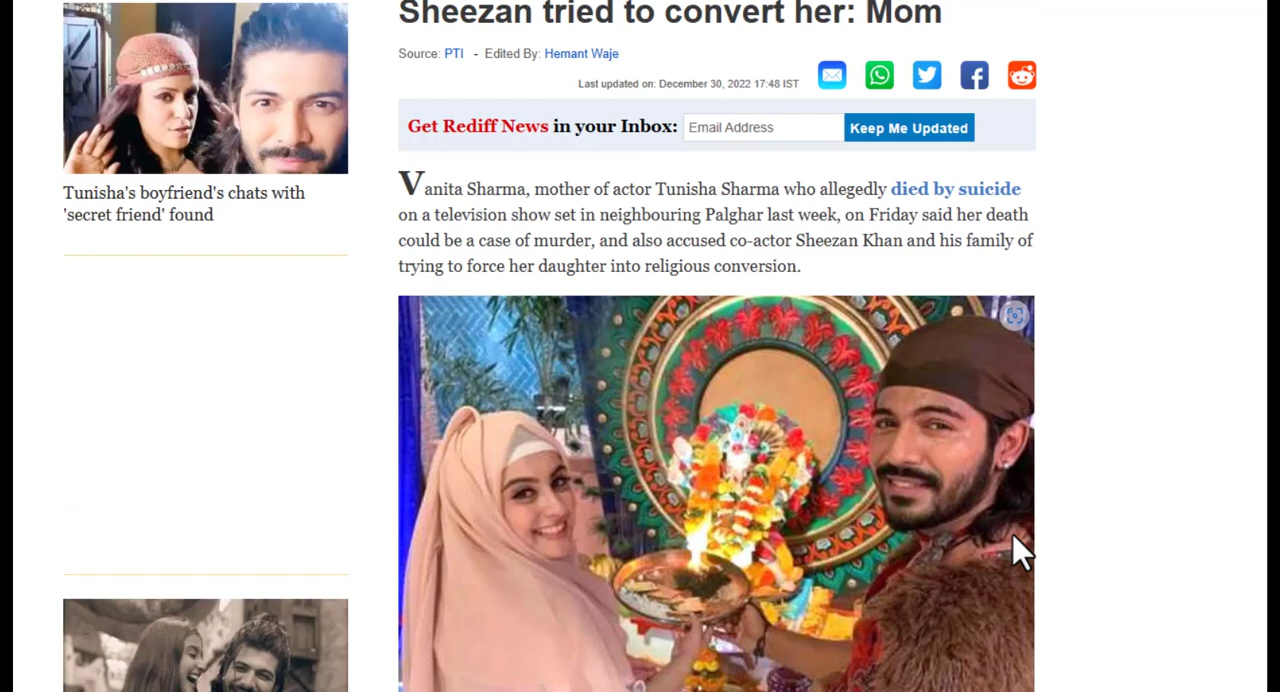 Sheezan tried to convert her: Mom
Source: PTI - Edited By: Hemant Waje
Last updated on: December 30, 2022 17:48 IST
Get Rediff News in your Inbox: Email Address Keep Me Updated
Vanita Sharma, mother of actor Tunisha Sharma who allegedly died by suicide
on a television show set in neighbouring Palghar last week, on Friday said her death
could be a case of murder, and also accused co-actor Sheezan Khan and his family of
trying to force her daughter into religious conversion.
Tunisha's boyfriend's chats with
'secret friend' found